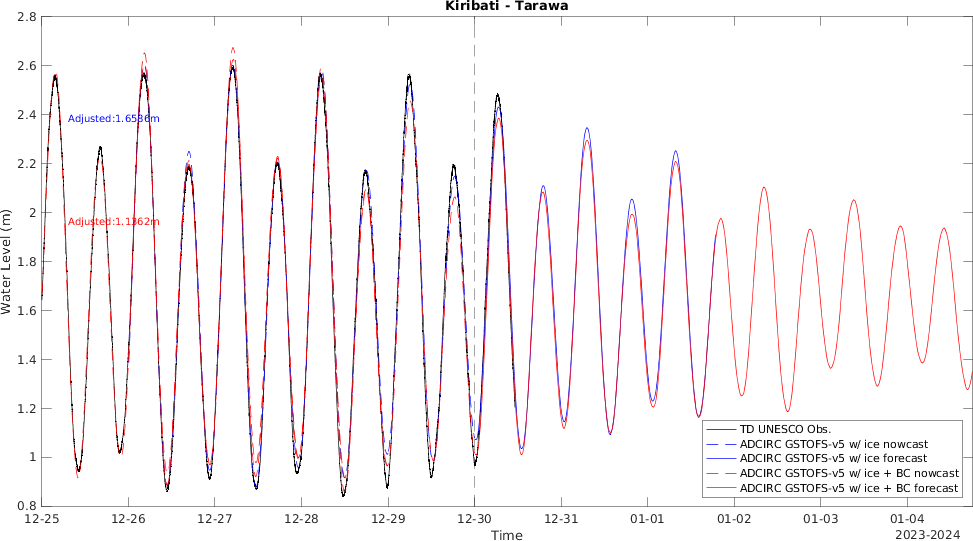 Kiribati - Tarawa
2.8
2.6
2.4
2.2
2
1.8
1.6
1.4
1.2
1
0.8
Water Level (m)
Adjusted:1.6536m
Adjusted:1.1362m
TD UNESCO Obs.
ADCIRC GSTOFS-v5 w/ ice nowcast
ADCIRC GSTOFS-v5 w/ ice forecast
ADCIRC GSTOFS-v5 w/ ice + BC nowcast
ADCIRC GSTOFS-v5 w/ ice + BC forecast
12-25 12-26 12-27 12-28 12-29 12-30 12-31 01-01 01-02 01-03 01-04
Time
2023-2024